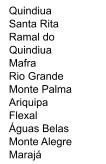 Quindiua
Santa Rita
Ramal do
Quindiua
Mafra
Rio Grande
Monte Palma
Ariquipa
Flexal
Águas Belas
Monte Alegre
Marajá